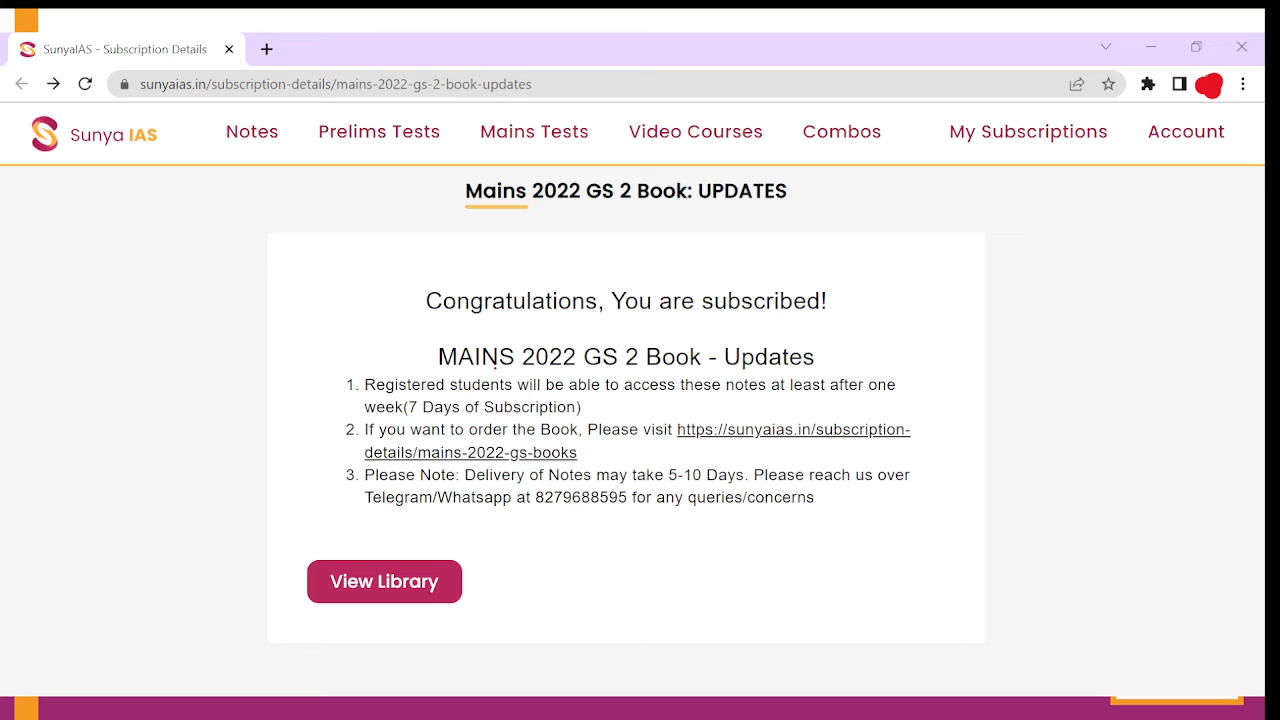 SunyaIAS - Subscription Details
sunyaias.in/subscription-details/mains-2022-gs-2-book-updates
Sunya IAS Notes Prelims Tests Mains Tests Video Courses Combos My Subscriptions Account
Mains 2022 GS 2 Book: UPDATES
Congratulations, You are subscribed!
MAINS 2022 GS 2 Book - Updates
1. Registered students will be able to access these notes at least after one
week(7 Days of Subscription)
2. If you want to order the Book, Please visit https://sunyaias.in/subscription-
details/mains-2022-gs-books
3. Please Note: Delivery of Notes may take 5-10 Days. Please reach us over
Telegram/Whatsapp at 8279688595 for any queries/concerns
View Library